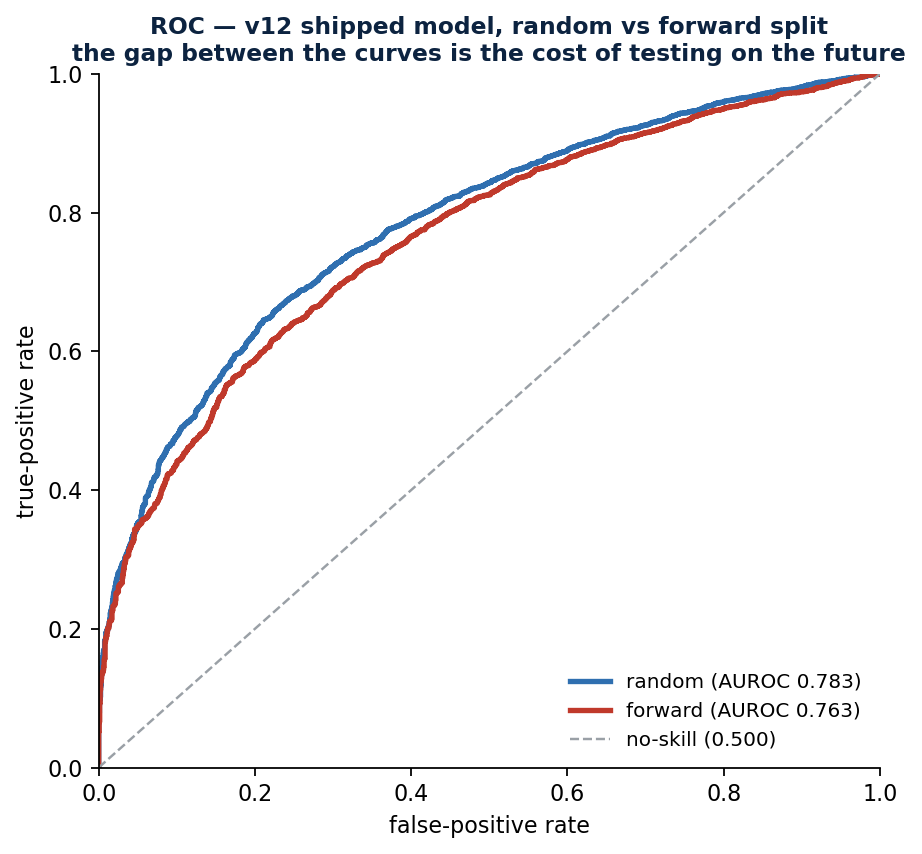 ROC — v12 shipped model, random vs forward split
the gap between the curves is the cost of testing on the future
1.0
0.8
0.6
0.4
0.2
0.0
true-positive rate
random (AUROC 0.783)
forward (AUROC 0.763)
no-skill (0.500)
0.0 0.2 0.4 0.6 0.8 1.0
false-positive rate